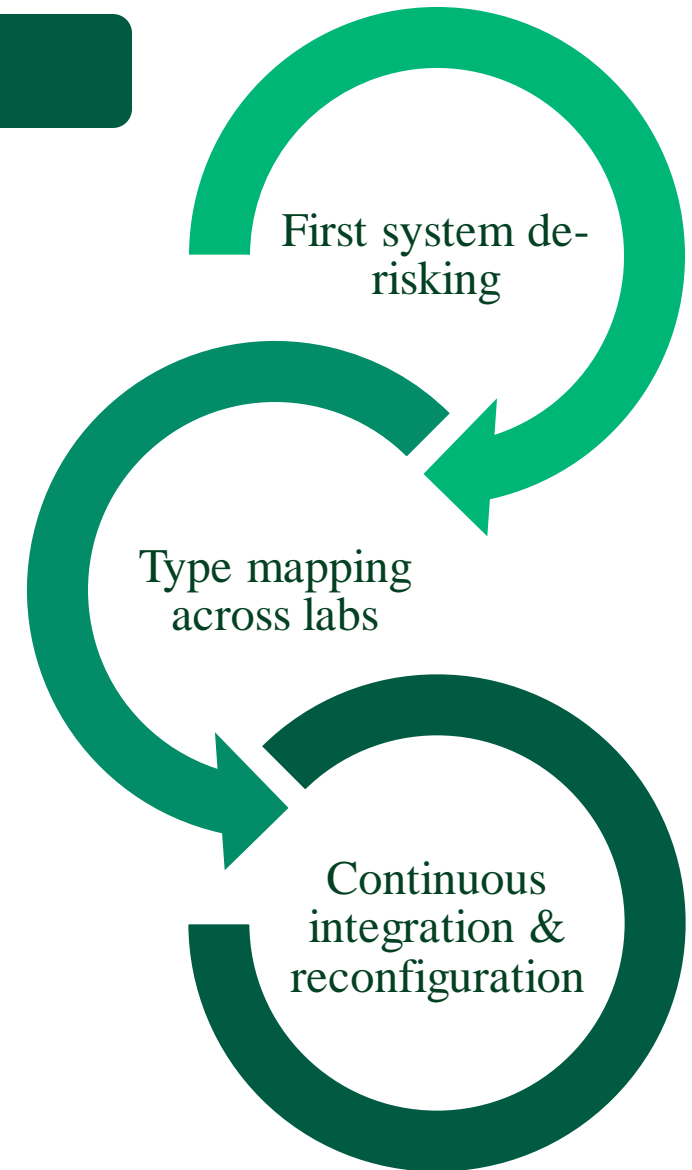 First system de-
risking
Type mapping
across labs
Continuous
integration &
reconfiguration